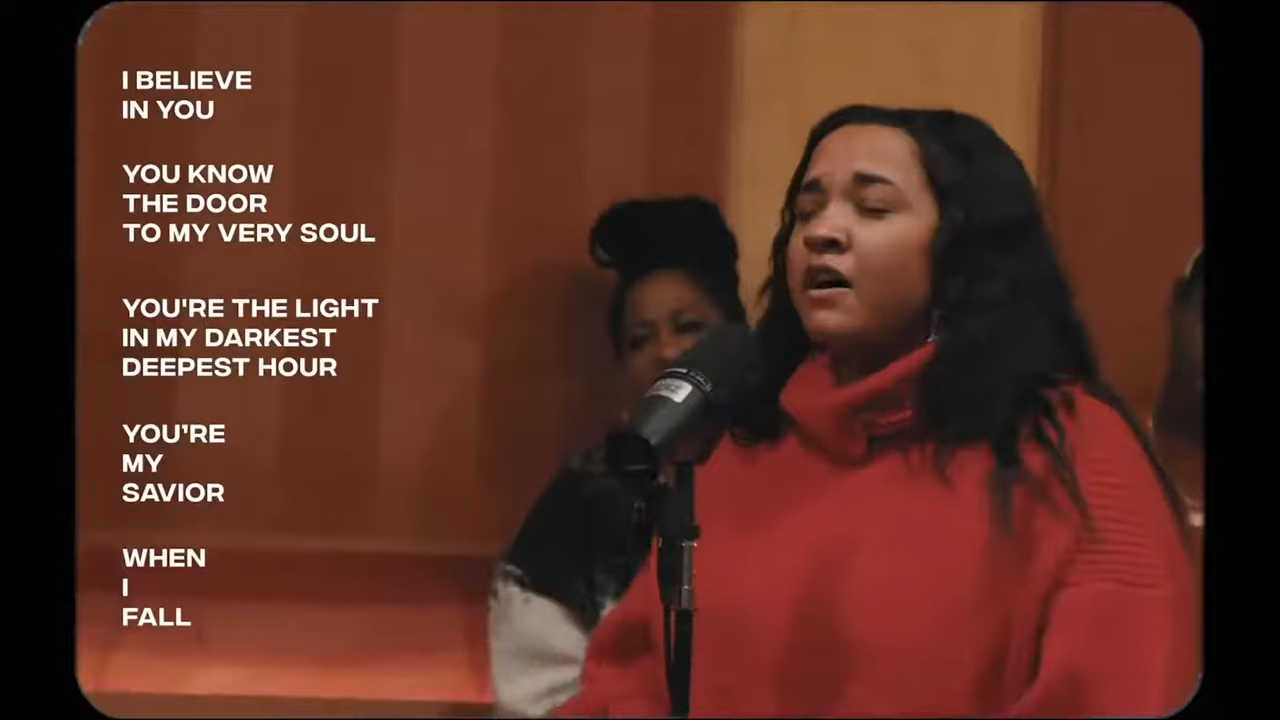 I BELIEVE
IN YOU
YOU KNOW
THE DOOR
TO MY VERY SOUL
YOU'RE THE LIGHT
IN MY DARKEST
DEEPEST HOUR
YOU'RE
MY
SAVIOR
WHEN
I
FALL